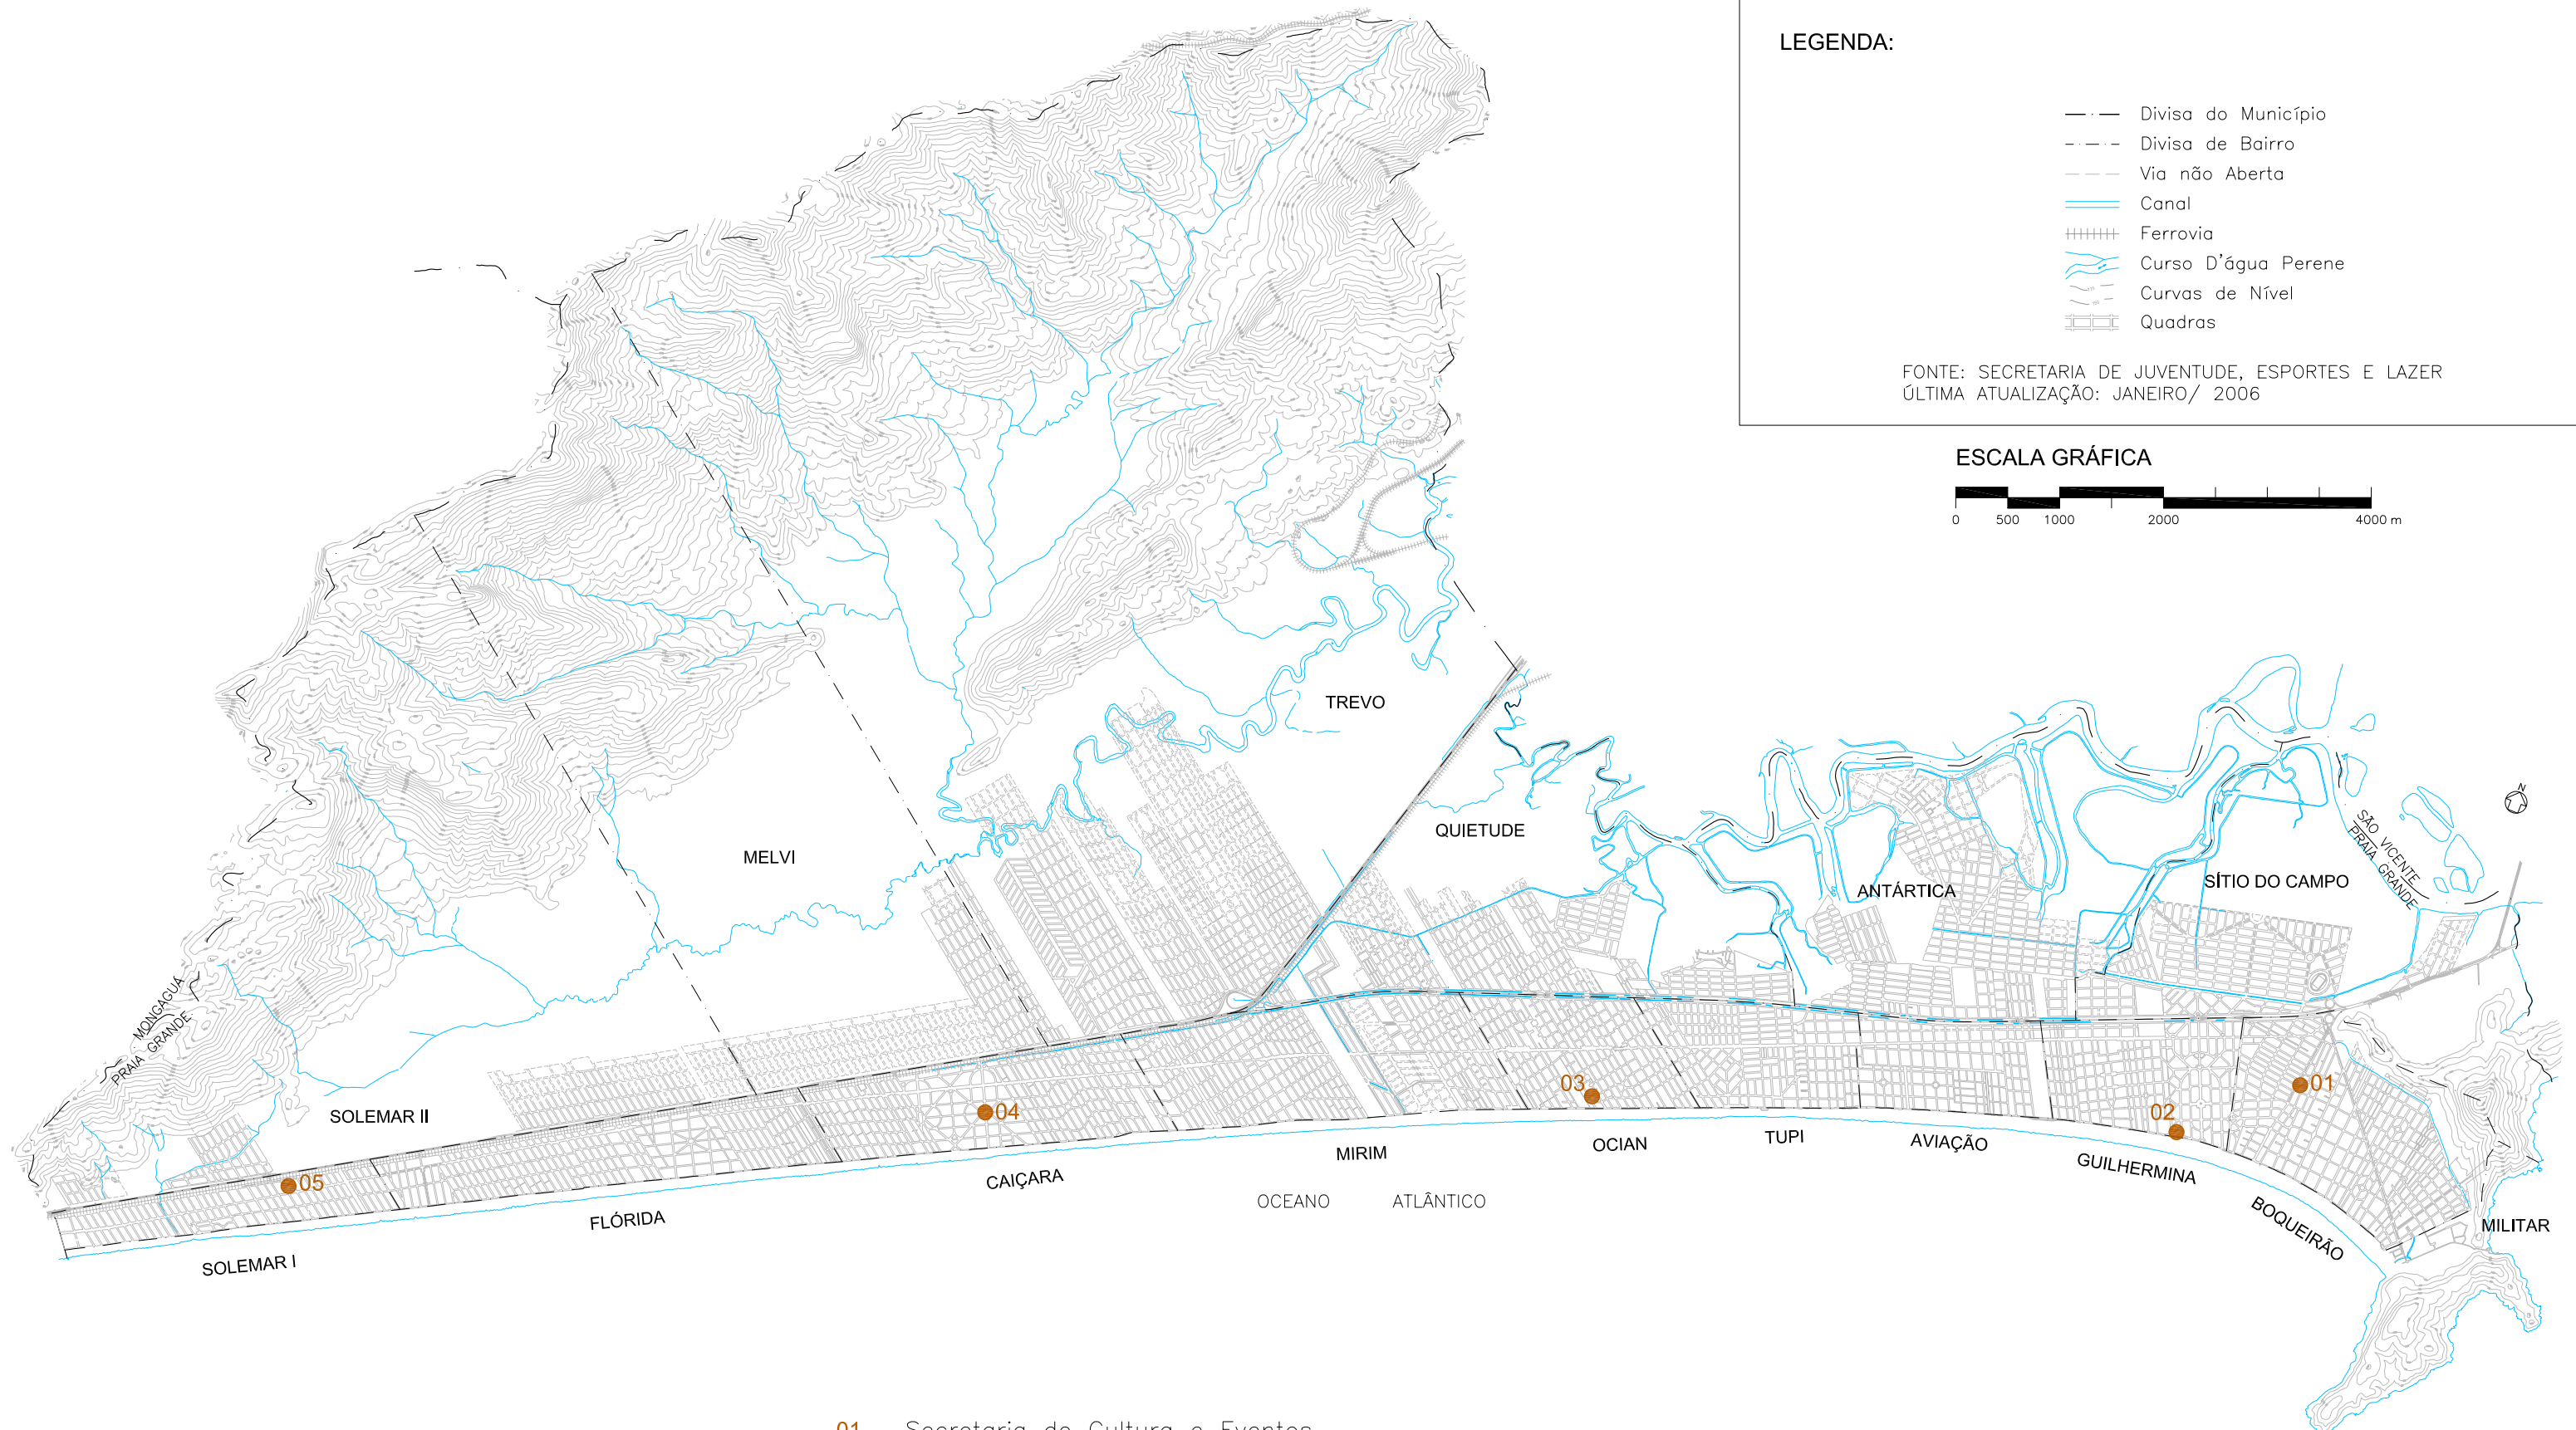 LEGENDA:
Divisa do Município
Divisa de Bairro
Via não Aberta
Canal
Ferrovia
Curso D'água Perene
Curvas de Nível
Quadras
FONTE: SECRETARIA DE JUVENTUDE, ESPORTES E LAZER
ÚLTIMA ATUALIZAÇÃO: JANEIRO/ 2006
ESCALA GRÁFICA
0 500 1000 2000 4000 m
TREVO
N
QUIETUDE
MELVI
SÃO VICENTE
PRAIA GRANDE
ANTÁRTICA
SÍTIO DO CAMPO
MONGAGUÁ
PRAIA GRANDE
SOLEMAR II
05
04
03
02
01
SOLEMAR I
FLÓRIDA
CAIÇARA
MIRIM
OCIAN
TUPI
AVIAÇÃO
GUILHERMINA
BOQUEIRÃO
MILITAR
OCEANO ATLÂNTICO
01 Secretaria de Cultura e Eventos